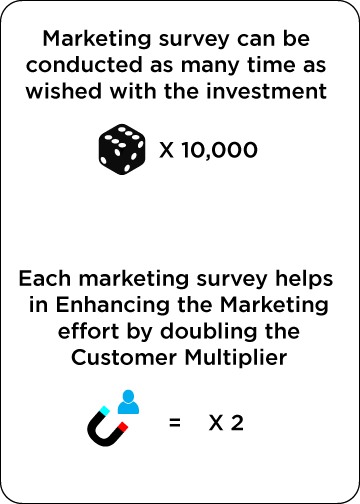 Marketing survey can be
conducted as many time as
wished with the investment
X 10,000
Each marketing survey helps
in Enhancing the Marketing
effort by doubling the
Customer Multiplier
= X 2